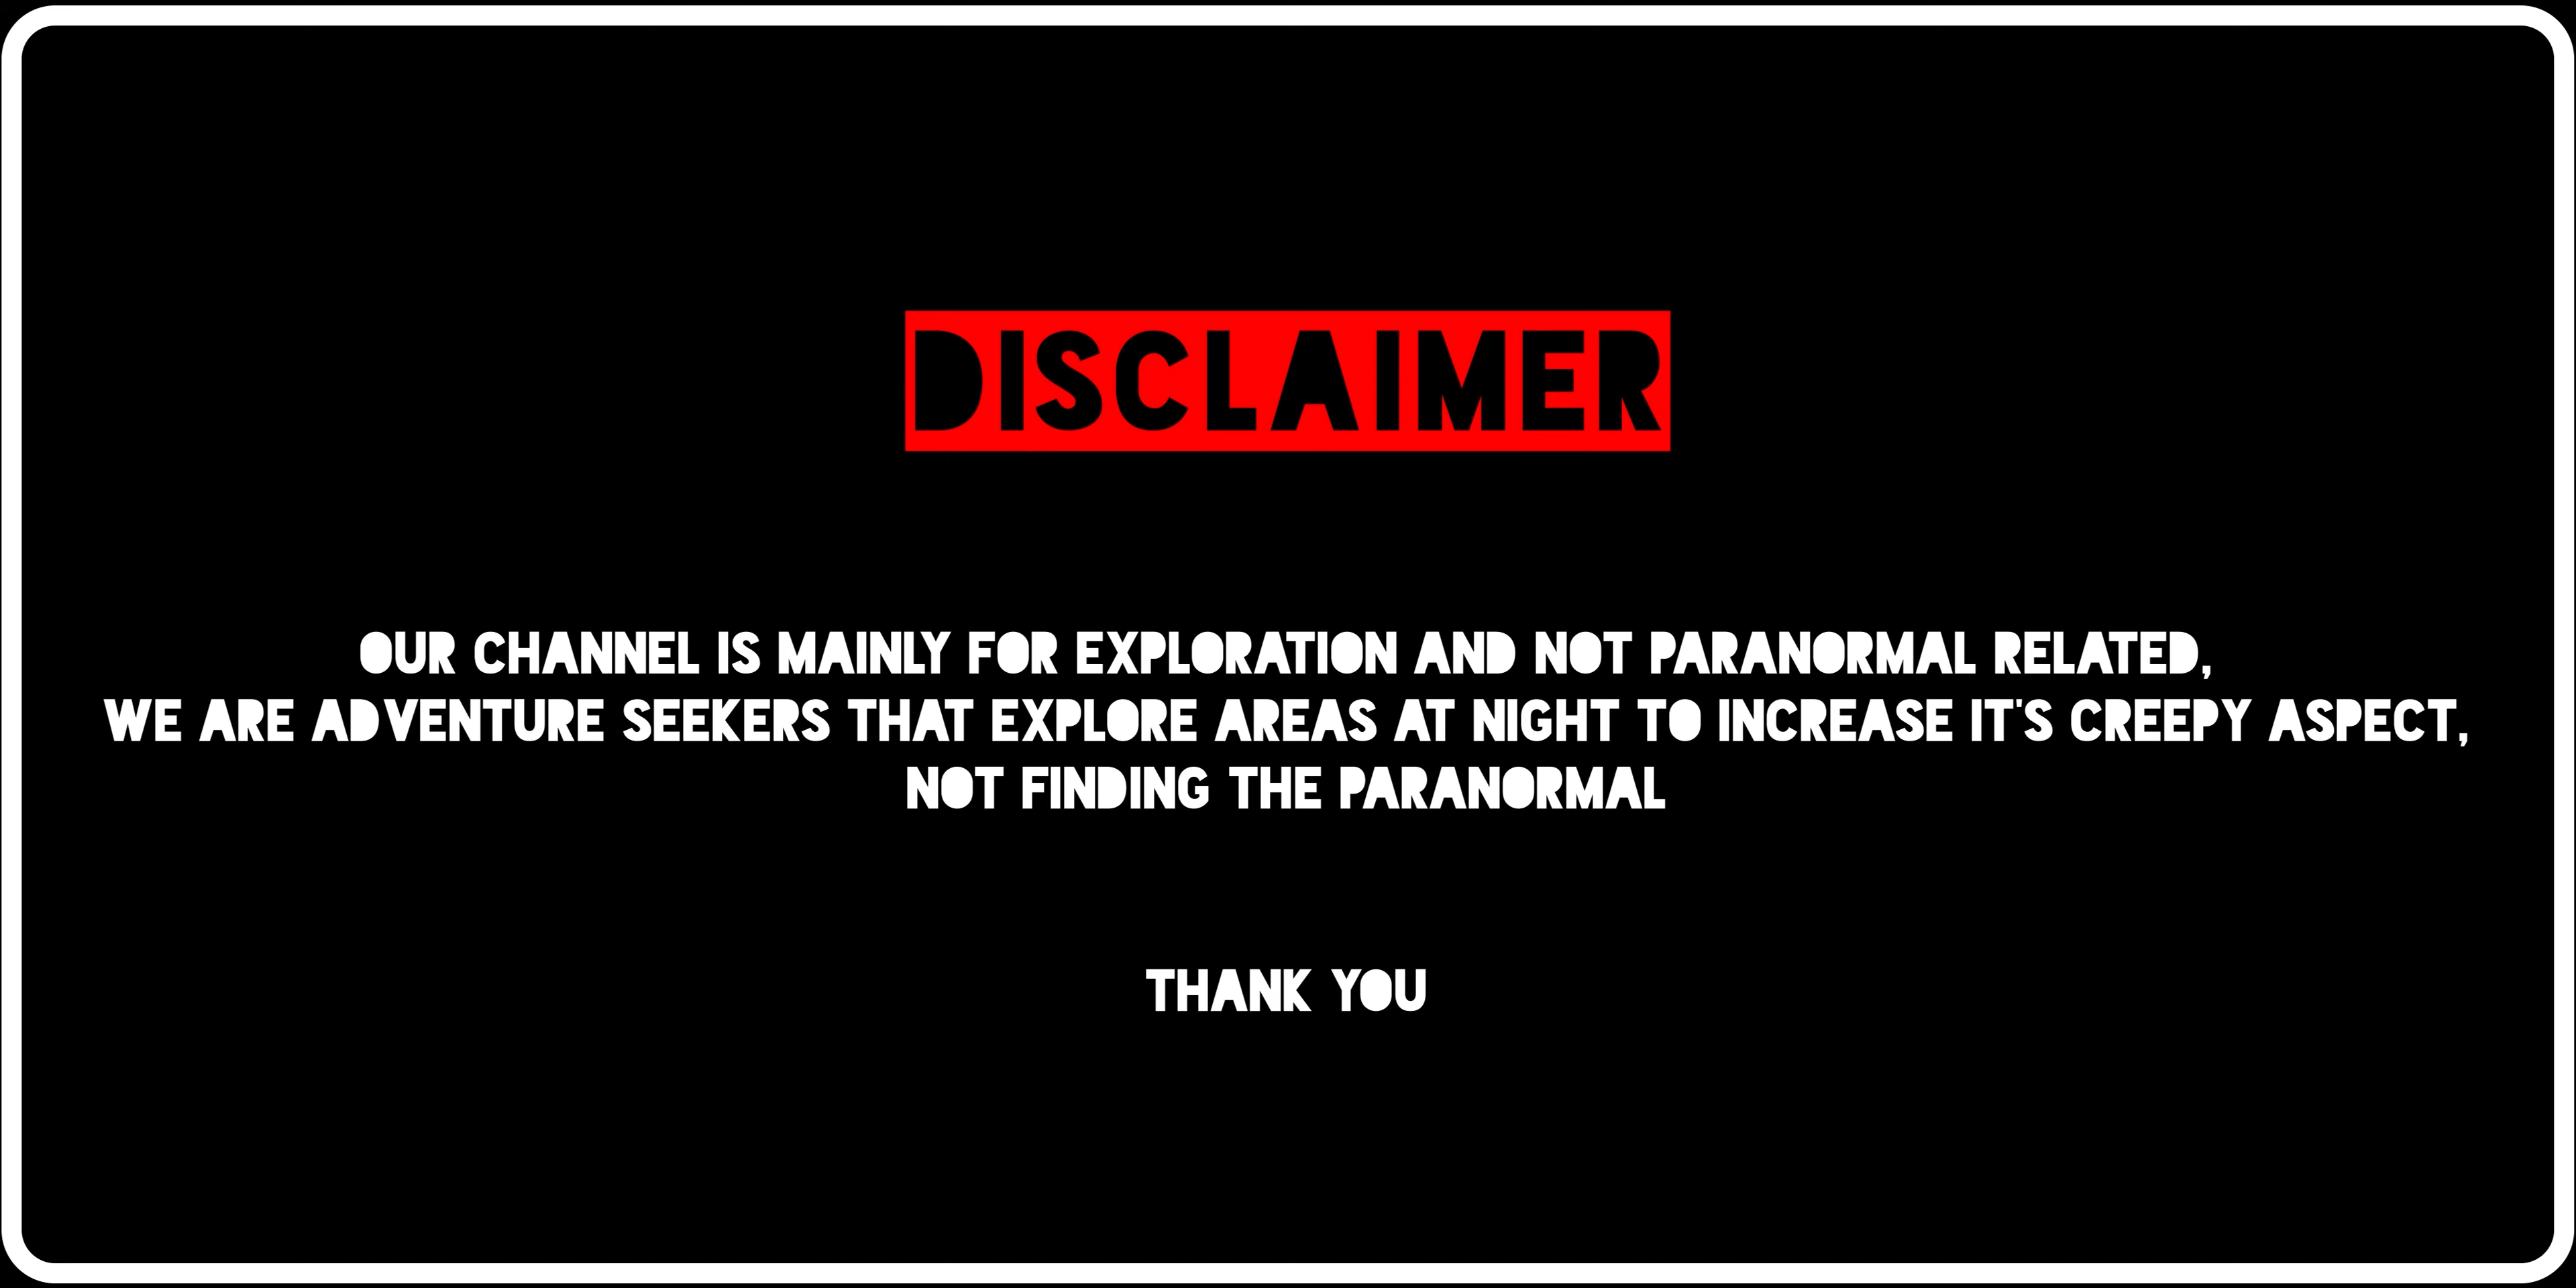 DISCLAIMER
OUR CHANNEL IS MAINLY FOR EXPLORATION AND NOT PARANORMAL RELATED,
WE ARE ADVENTURE SEEKERS THAT EXPLORE AREAS AT NIGHT TO INCREASE IT'S CREEPY ASPECT,
NOT FINDING THE PARANORMAL
THANK YOU